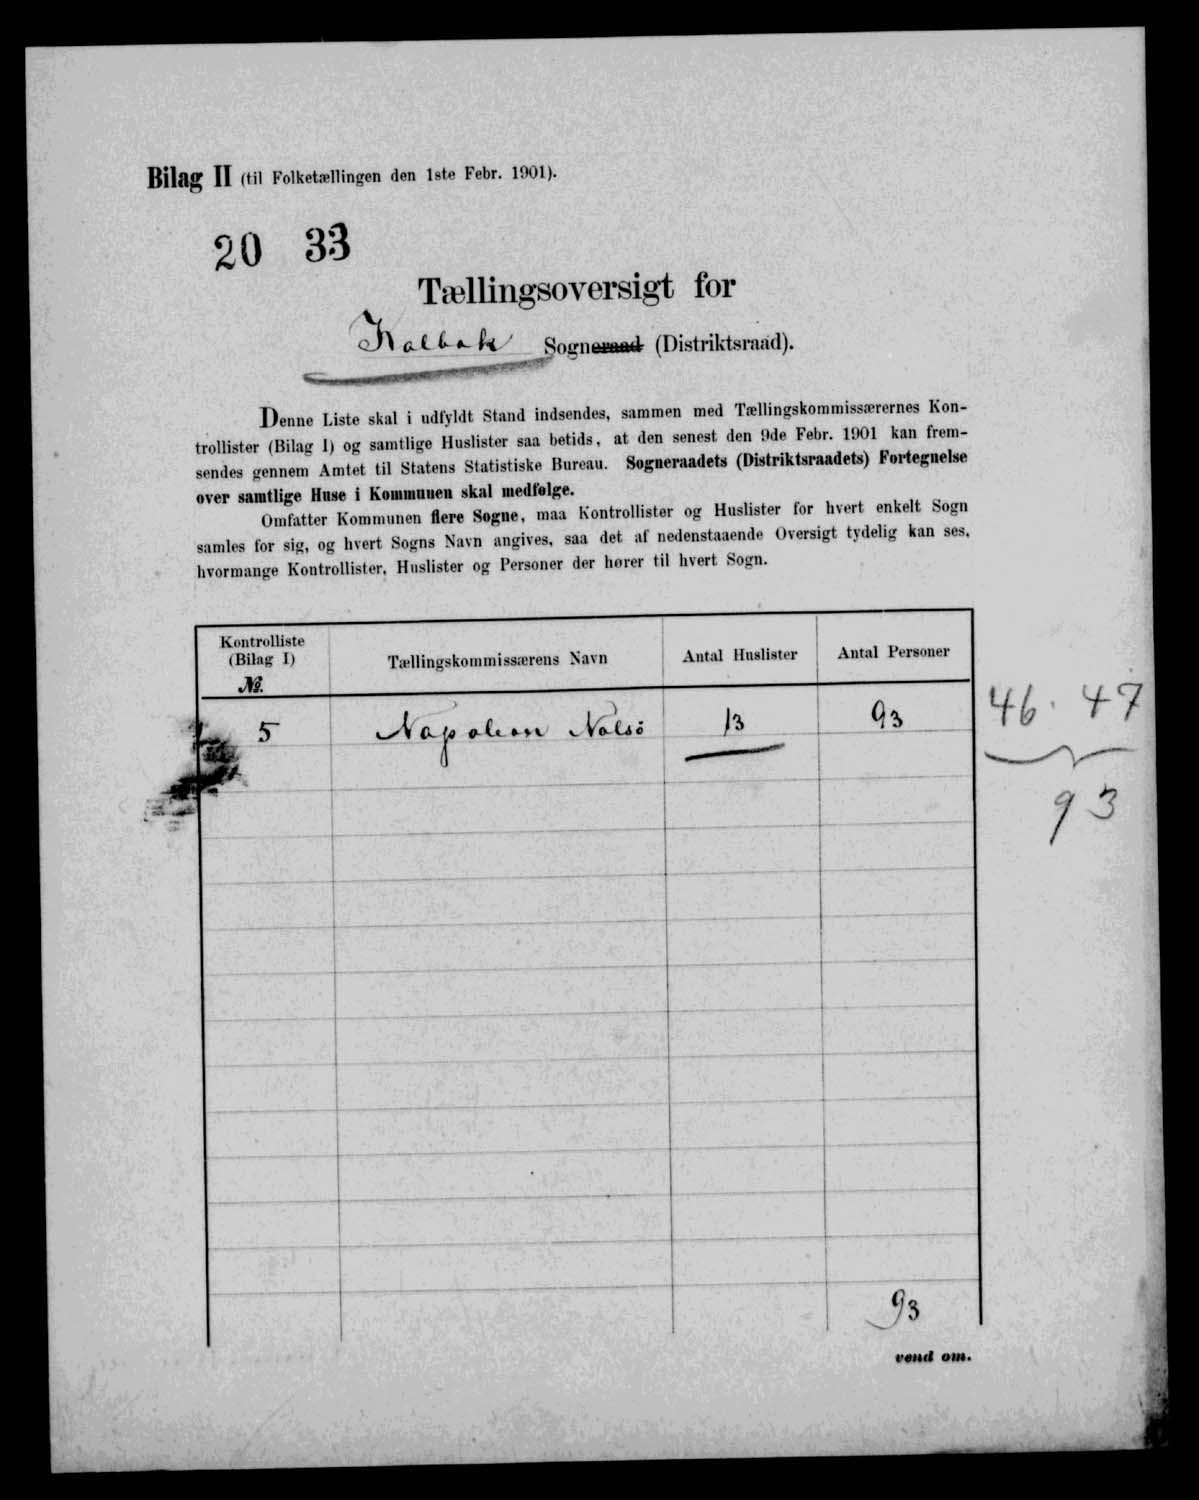 Bilag II (til Folketællingen den 1ste Febr. 1901).
20 33
Tællingsoversigt for
Kalbak Sogneraad (Distriktsraad).
Denne Liste skal i udfyldt Stand indsendes, sammen med Tællingskommissærernes Kon-
trollister (Bilag I) og samtlige Huslister saa betids, at den senest den 9de Febr. 1901 kan frem-
sendes gennem Amtet til Statens Statistiske Bureau. Sogneraadets (Distriktsraadets) Fortegnelse
over samtlige Huse i Kommunen skal medfølge.
Omfatter Kommunen flere Sogne, maa Kontrollister og Huslister for hvert enkelt Sogn
samles for sig, og hvert Sogns Navn angives, saa det af nedenstaaende Oversigt tydelig kan ses,
hvormange Kontrollister, Huslister og Personer der hører til hvert Sogn.
Kontrolliste
(Bilag I)
№.
Tællingskommissærens Navn
Antal Huslister
Antal Personer
5 Napoleon Nolsö 13 93
46 · 47
93
93
vend om.